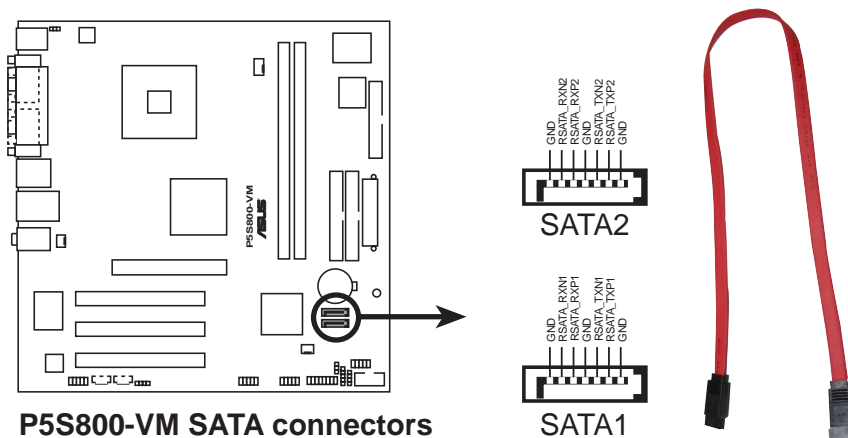 P5S800-VM
ASUS
GND
RSATA_RXN2
RSATA_RXP2
GND
RSATA_TXN2
RSATA_TXP2
GND
SATA2
GND
RSATA_RXN1
RSATA_RXP1
GND
RSATA_TXN1
RSATA_TXP1
GND
SATA1
P5S800-VM SATA connectors